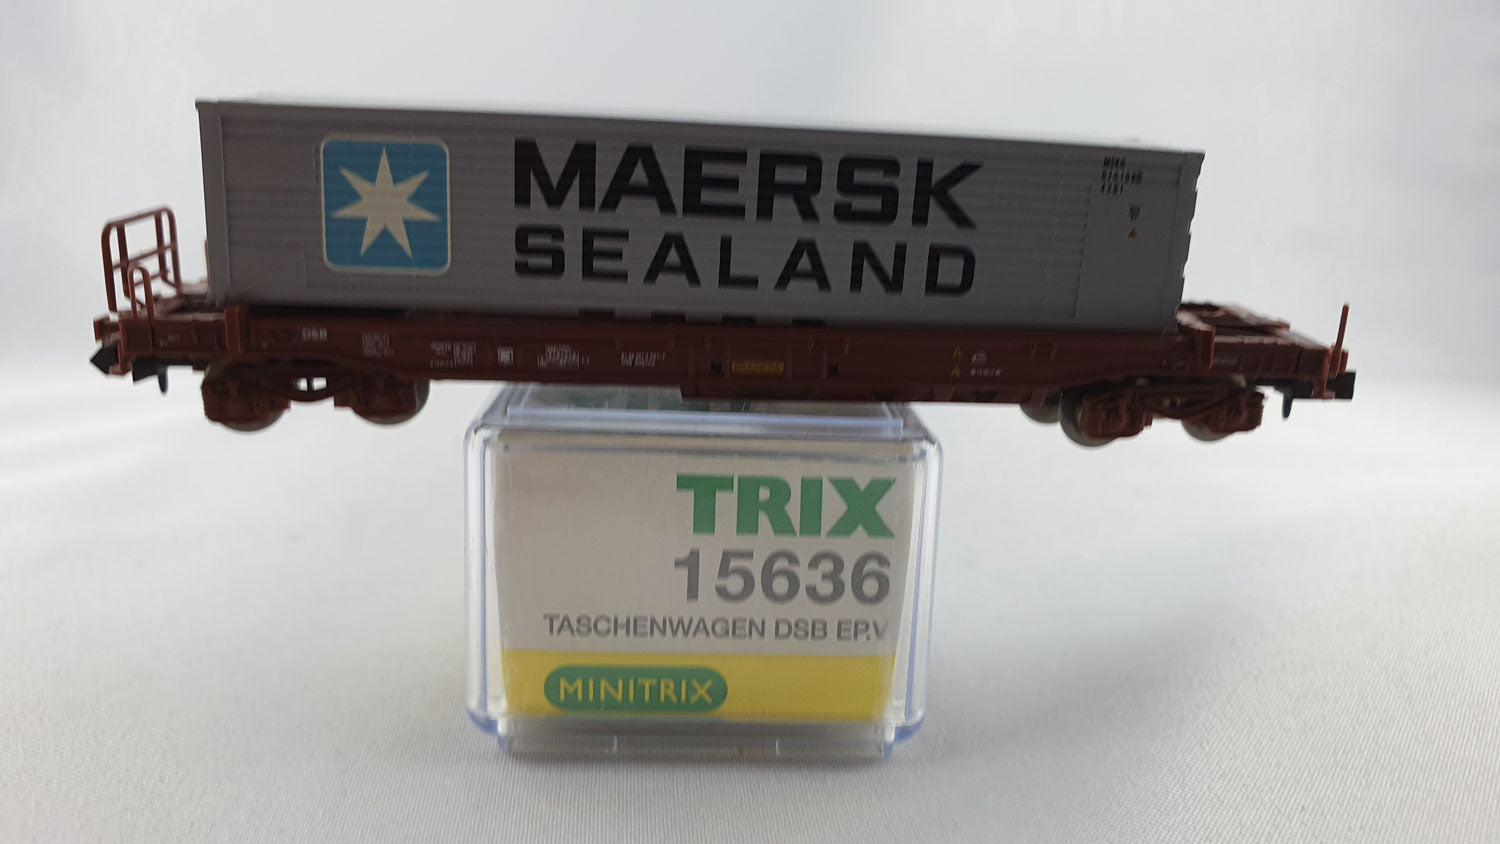 MAERSK
SEALAND
DSB
TRIX
15636
TASCHENWAGEN DSB EP.V
MINITRIX